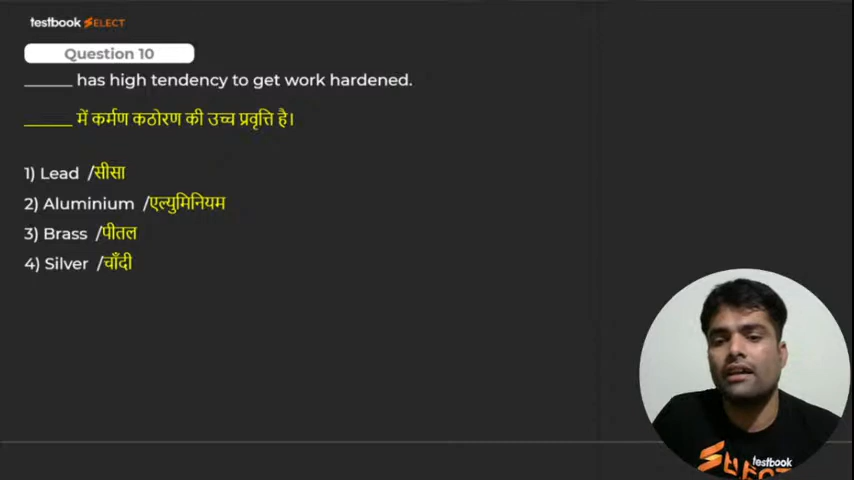 testbook SELECT
Question 10
______ has high tendency to get work hardened.
______ में कर्मण कठोरण की उच्च प्रवृत्ति है।
1) Lead /सीसा
2) Aluminium /एल्युमिनियम
3) Brass /पीतल
4) Silver /चाँदी
testbook